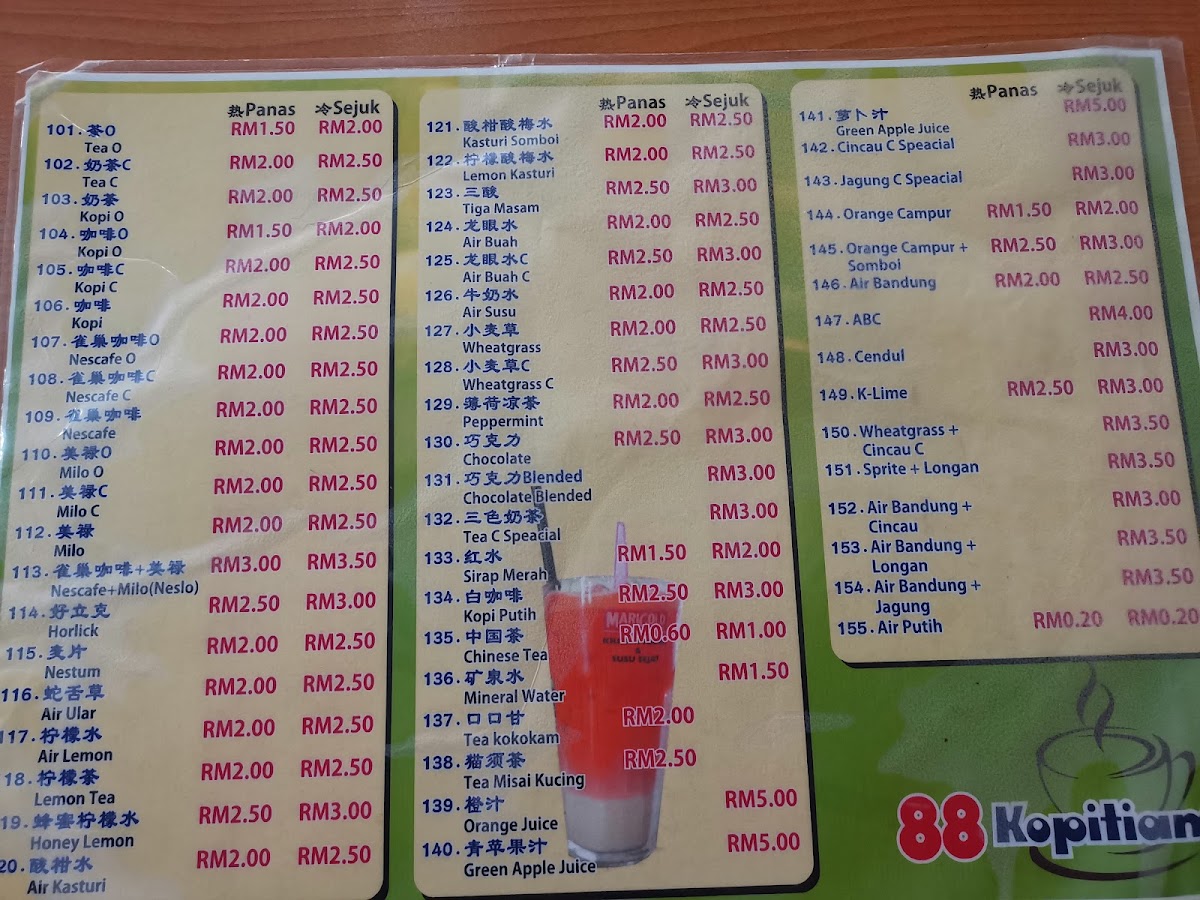 热Panas 冷Sejuk
101.茶O RM1.50 RM2.00
Tea O
102.奶茶C RM2.00 RM2.50
Tea C
103.奶茶 RM2.00 RM2.50
Kopi O
104.咖啡O RM1.50 RM2.00
Kopi O
105.咖啡C RM2.00 RM2.50
Kopi C
106.咖啡 RM2.00 RM2.50
Kopi
107.雀巢咖啡O RM2.00 RM2.50
Nescafe O
108.雀巢咖啡C RM2.00 RM2.50
Nescafe C
109.雀巢咖啡 RM2.00 RM2.50
Nescafe
110.美禄O RM2.00 RM2.50
Milo O
111.美禄C RM2.00 RM2.50
Milo C
112.美禄 RM2.00 RM2.50
Milo
113.雀巢咖啡+美禄 RM3.00 RM3.50
Nescafe+Milo(Neslo)
114.好立克 RM2.50 RM3.00
Horlick
115.麦片 RM2.00 RM2.50
Nestum
116.蛇舌草 RM2.00 RM2.50
Air Ular
117.柠檬水 RM2.00 RM2.50
Air Lemon
18.柠檬茶 RM2.00 RM2.50
Lemon Tea
19.蜂蜜柠檬水 RM2.50 RM3.00
Honey Lemon
20.酸柑水 RM2.00 RM2.50
Air Kasturi
热Panas 冷Sejuk
121.酸柑酸梅水 RM2.00 RM2.50
Kasturi Somboi
122.柠檬酸梅水 RM2.00 RM2.50
Lemon Kasturi
123.三酸 RM2.50 RM3.00
Tiga Masam
124.龙眼水 RM2.00 RM2.50
Air Buah
125.龙眼水C RM2.50 RM3.00
Air Buah C
126.牛奶水 RM2.00 RM2.50
Air Susu
127.小麦草 RM2.00 RM2.50
Wheatgrass
128.小麦草C RM2.50 RM3.00
Wheatgrass C
129.薄荷凉茶 RM2.00 RM2.50
Peppermint
130.巧克力 RM2.50 RM3.00
Chocolate
131.巧克力Blended RM3.00
Chocolate Blended
132.三色奶茶 RM3.00
Tea C Speacial
133.红水 RM1.50 RM2.00
Sirap Merah
134.白咖啡 RM2.50 RM3.00
Kopi Putih
135.中国茶 RM0.60 RM1.00
Chinese Tea
136.矿泉水 RM1.50
Mineral Water
137.口口甘 RM2.00
Tea kokokam
138.猫须茶 RM2.50
Tea Misai Kucing
139.橙汁 RM5.00
Orange Juice
140.青苹果汁 RM5.00
Green Apple Juice
MARIGOLD
热Panas 冷Sejuk
141.萝卜汁 RM5.00
Green Apple Juice
142.Cincau C Speacial RM3.00
143.Jagung C Speacial RM3.00
144.Orange Campur RM1.50 RM2.00
145.Orange Campur + RM2.50 RM3.00
Somboi
146.Air Bandung RM2.00 RM2.50
147.ABC RM4.00
148.Cendul RM3.00
149.K-Lime RM2.50 RM3.00
150.Wheatgrass + RM3.50
Cincau C
151.Sprite + Longan RM3.50
152.Air Bandung + RM3.00
Cincau
153.Air Bandung + RM3.50
Longan
154.Air Bandung + RM3.50
Jagung
155.Air Putih RM0.20 RM0.20
88 Kopitian